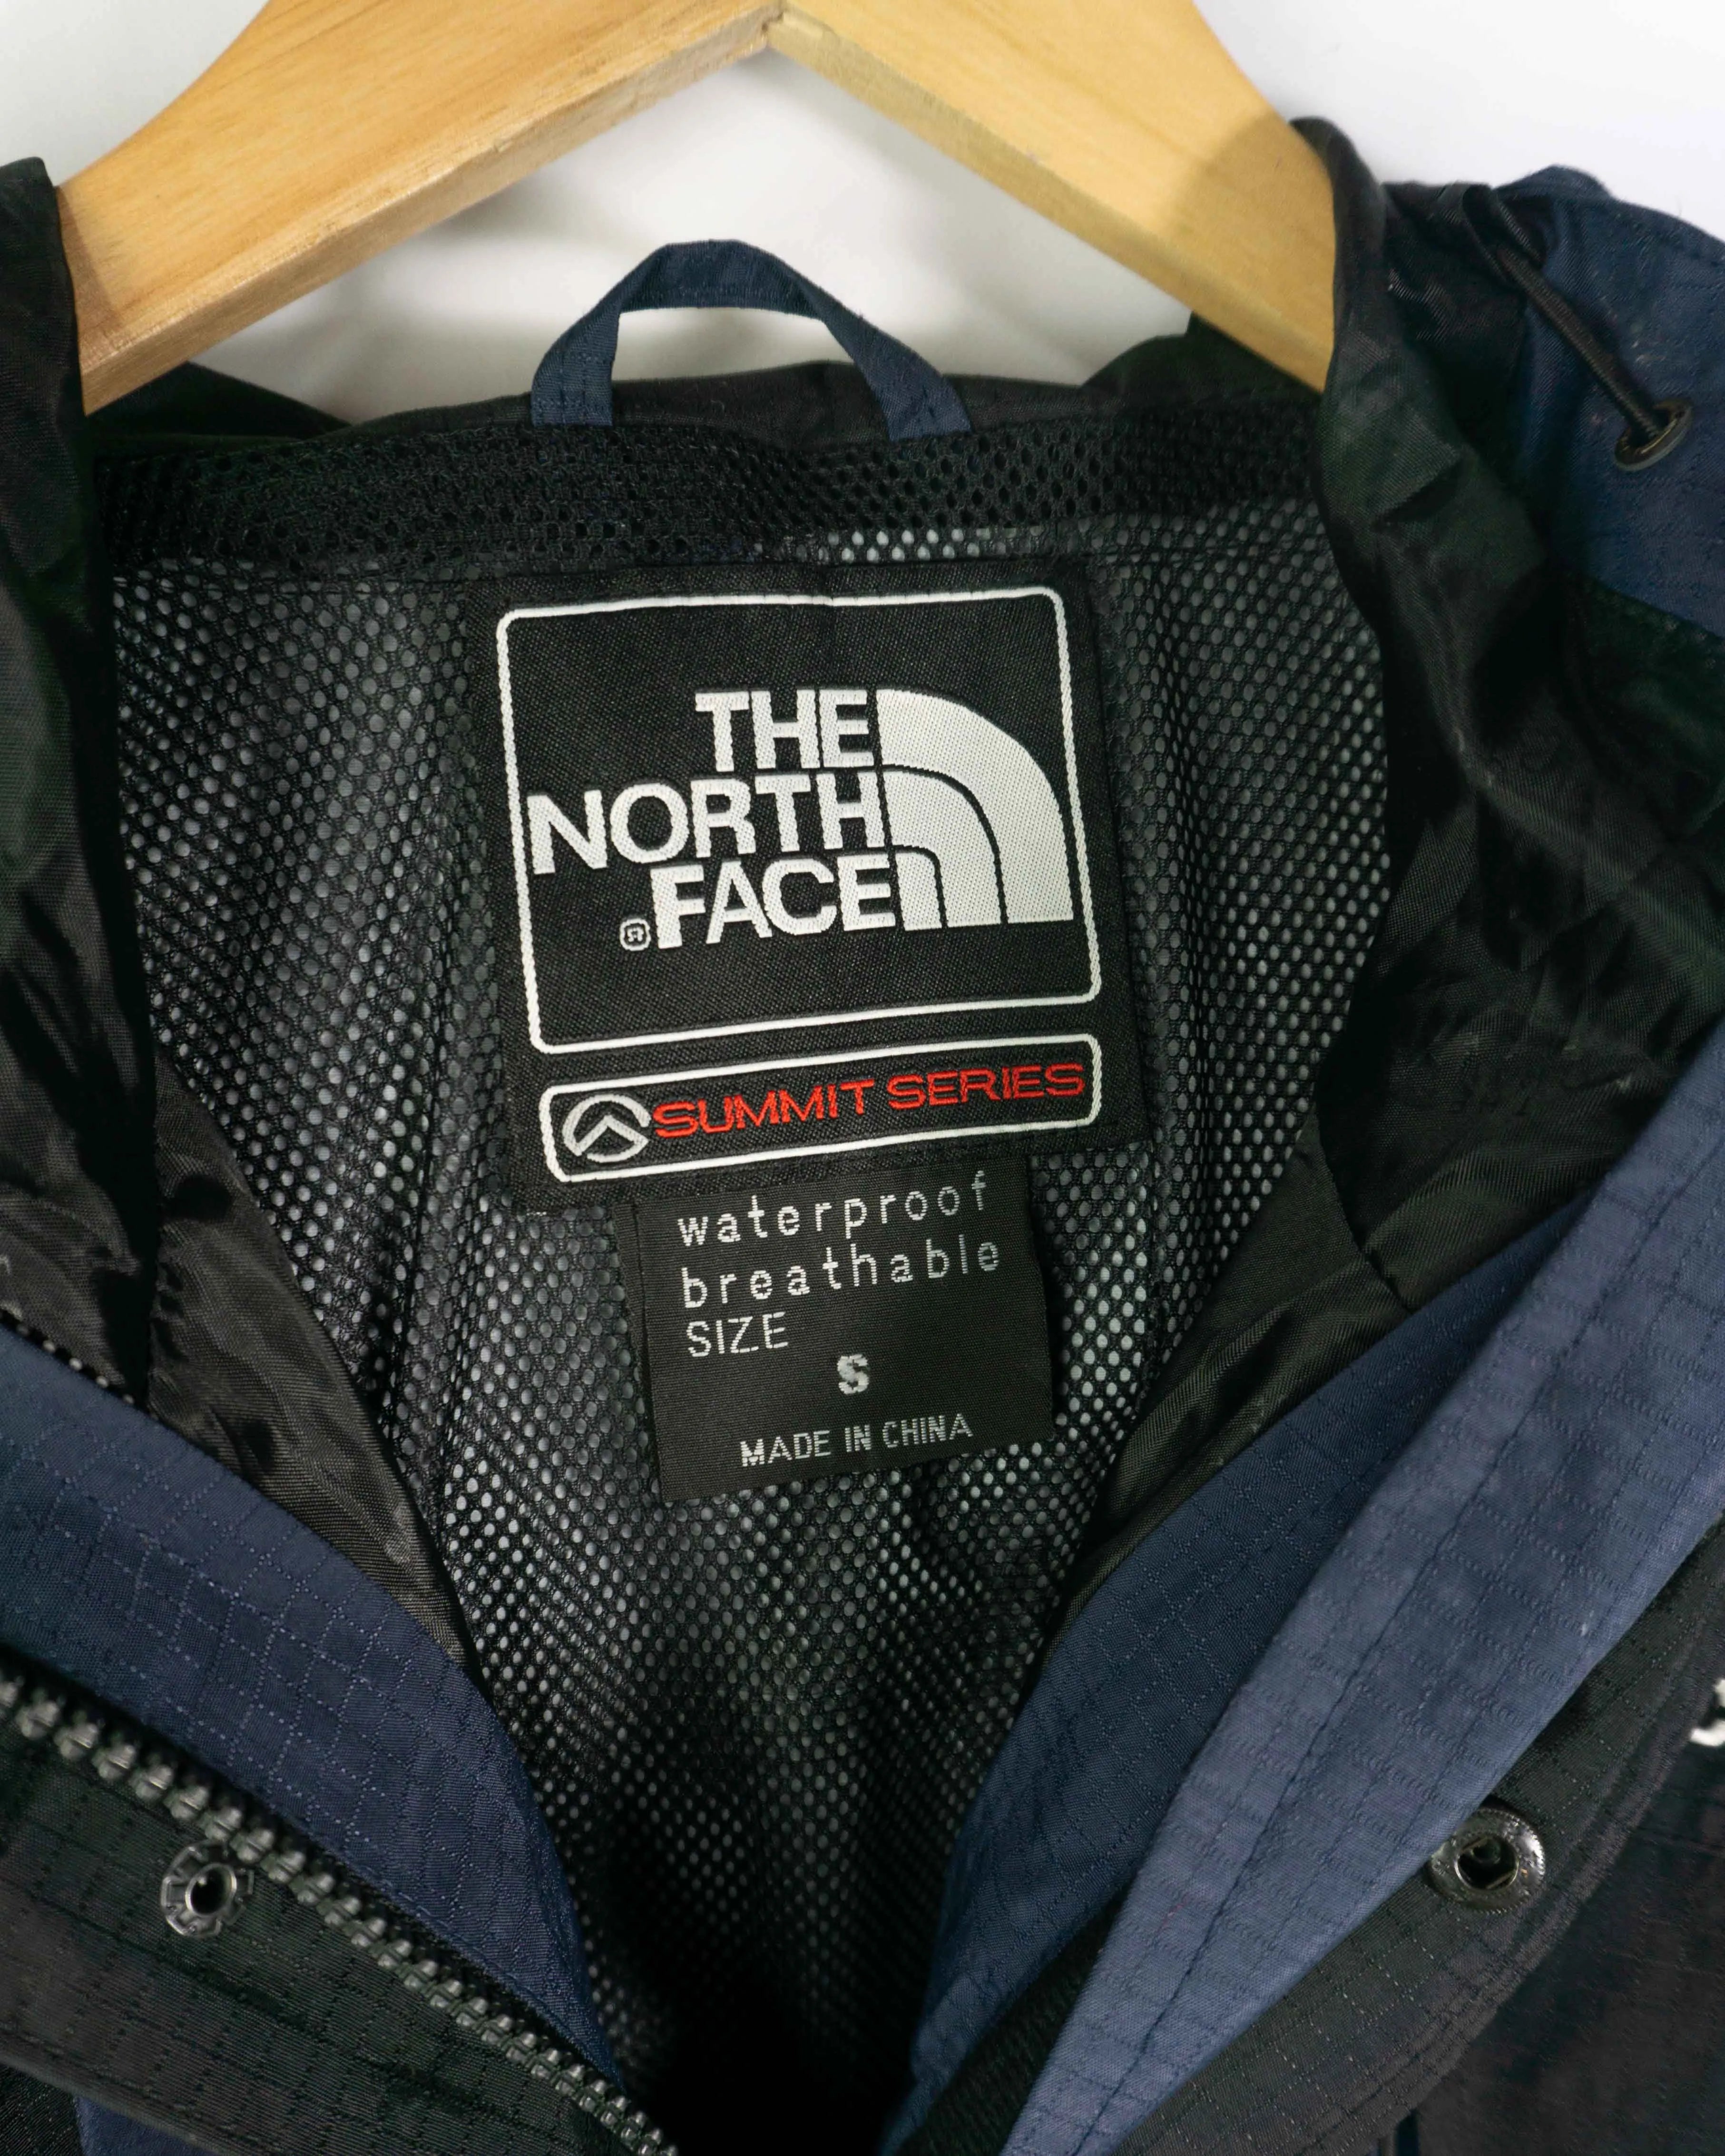 THE
NORTH
® FACE
SUMMIT SERIES
waterproof
breathable
SIZE
S
MADE IN CHINA